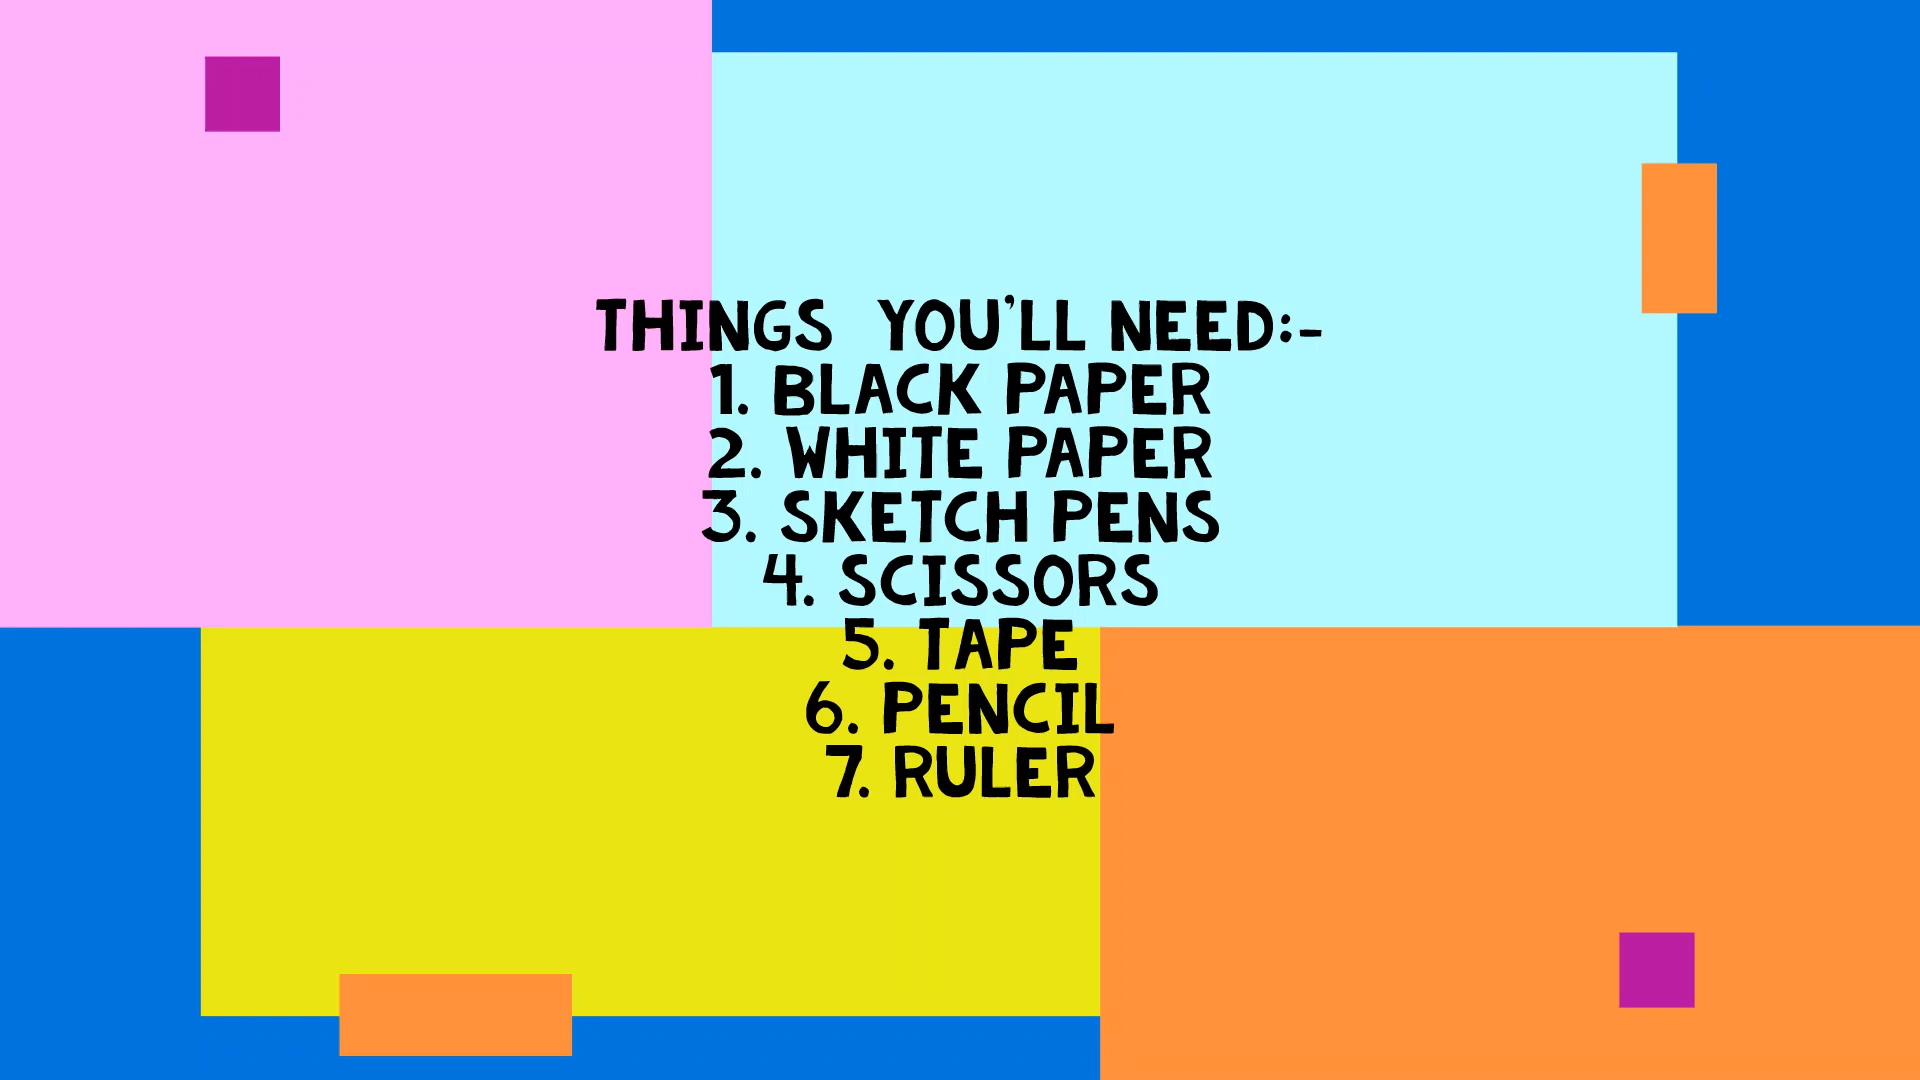 THINGS YOU'LL NEED:-
1. BLACK PAPER
2. WHITE PAPER
3. SKETCH PENS
4. SCISSORS
5. TAPE
6. PENCIL
7. RULER